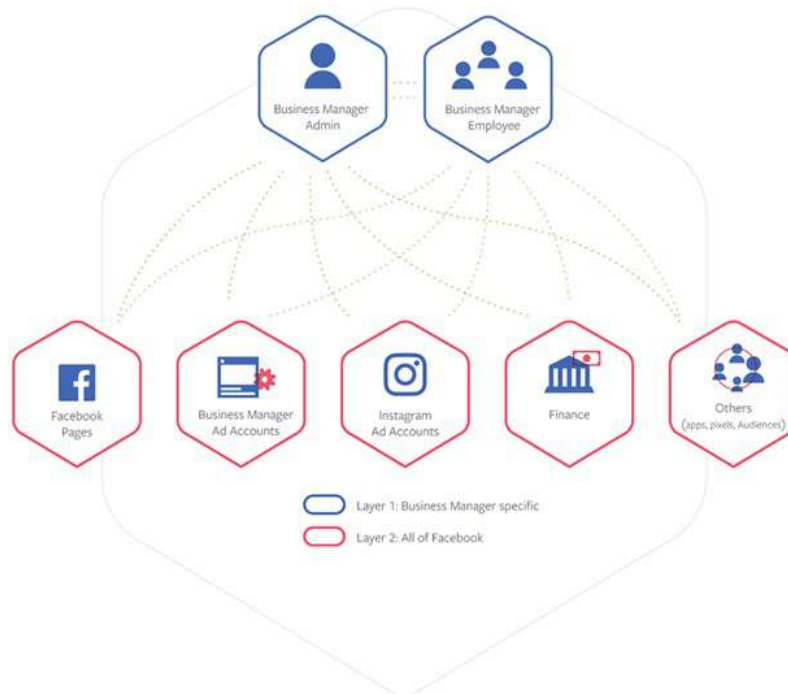 Business Manager
Admin
Business Manager
Employee
Facebook
Pages
Business Manager
Ad Accounts
Instagram
Ad Accounts
Finance
Others
(apps, pixels, Audiences)
Layer 1: Business Manager specific
Layer 2: All of Facebook